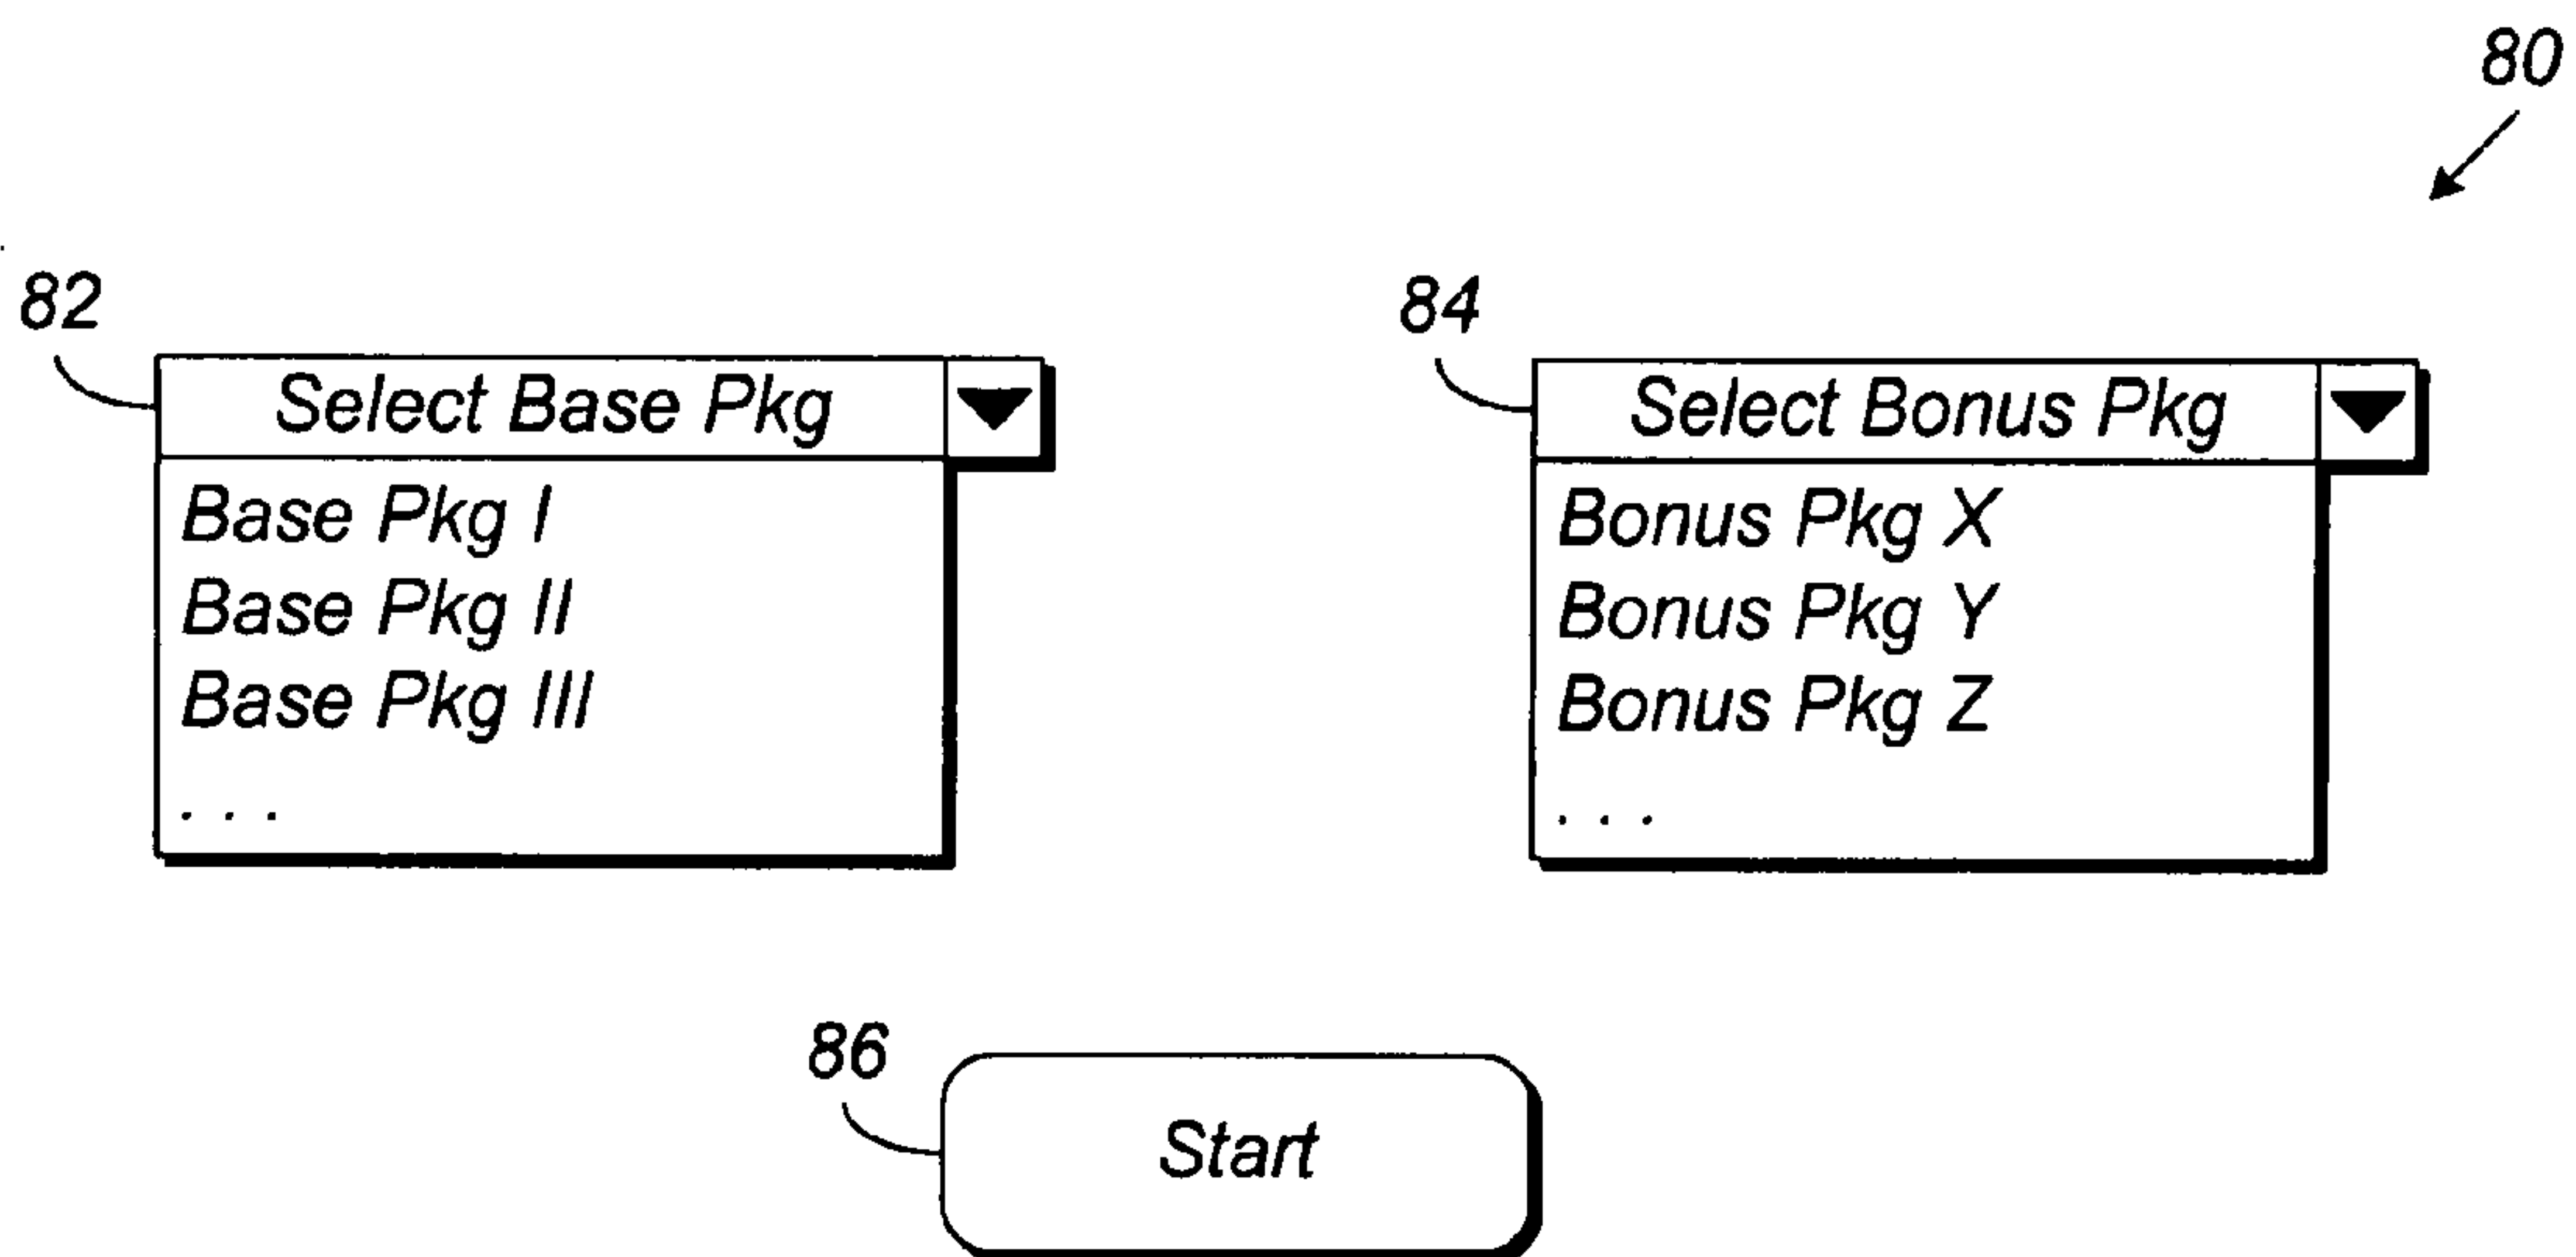 80
82
84
Select Base Pkg
Select Bonus Pkg
Base Pkg I
Base Pkg II
Base Pkg III
. . .
Bonus Pkg X
Bonus Pkg Y
Bonus Pkg Z
. . .
86
Start